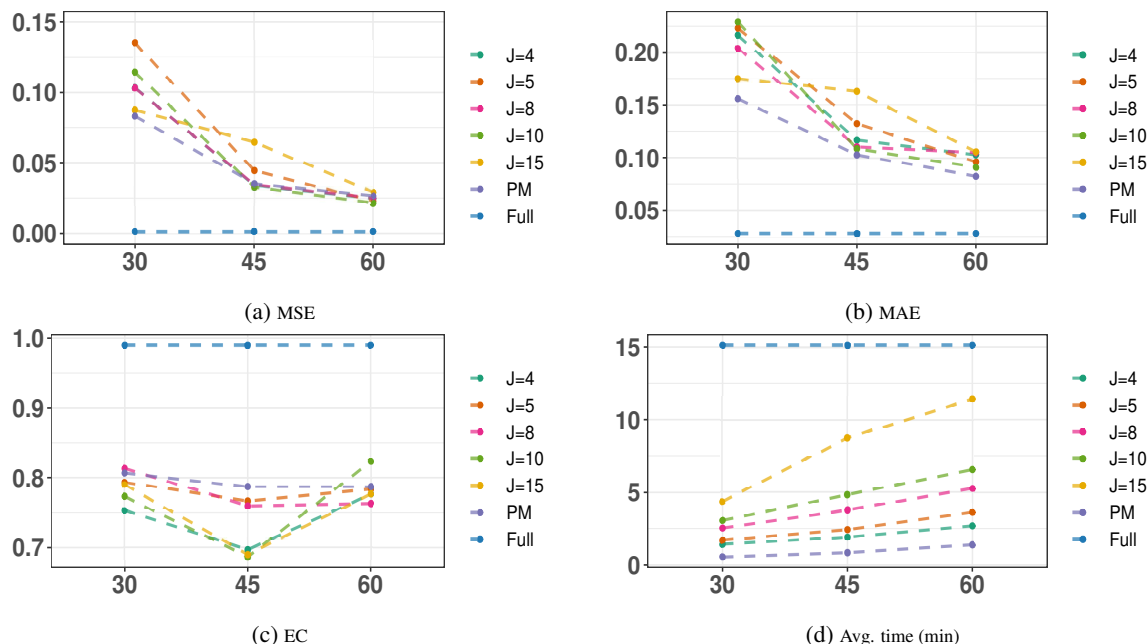 0.15
0.10
0.05
0.00
30 45 60
J=4
J=5
J=8
J=10
J=15
PM
Full
(a) MSE
0.20
0.15
0.10
0.05
30 45 60
J=4
J=5
J=8
J=10
J=15
PM
Full
(b) MAE
1.0
0.9
0.8
0.7
30 45 60
J=4
J=5
J=8
J=10
J=15
PM
Full
(c) EC
15
10
5
0
30 45 60
J=4
J=5
J=8
J=10
J=15
PM
Full
(d) Avg. time (min)